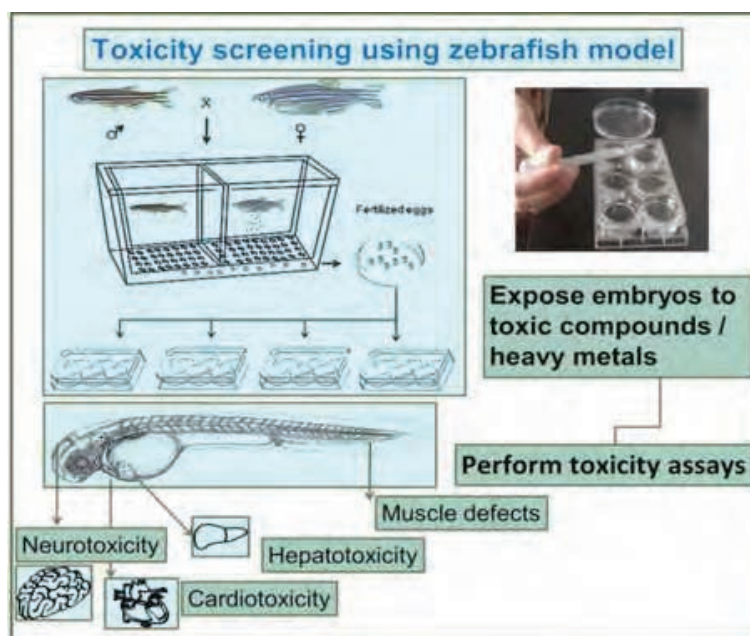 Toxicity screening using zebrafish model
x
♂
♀
Fertilized eggs
Expose embryos to
toxic compounds /
heavy metals
Perform toxicity assays
Muscle defects
Neurotoxicity
Hepatotoxicity
Cardiotoxicity